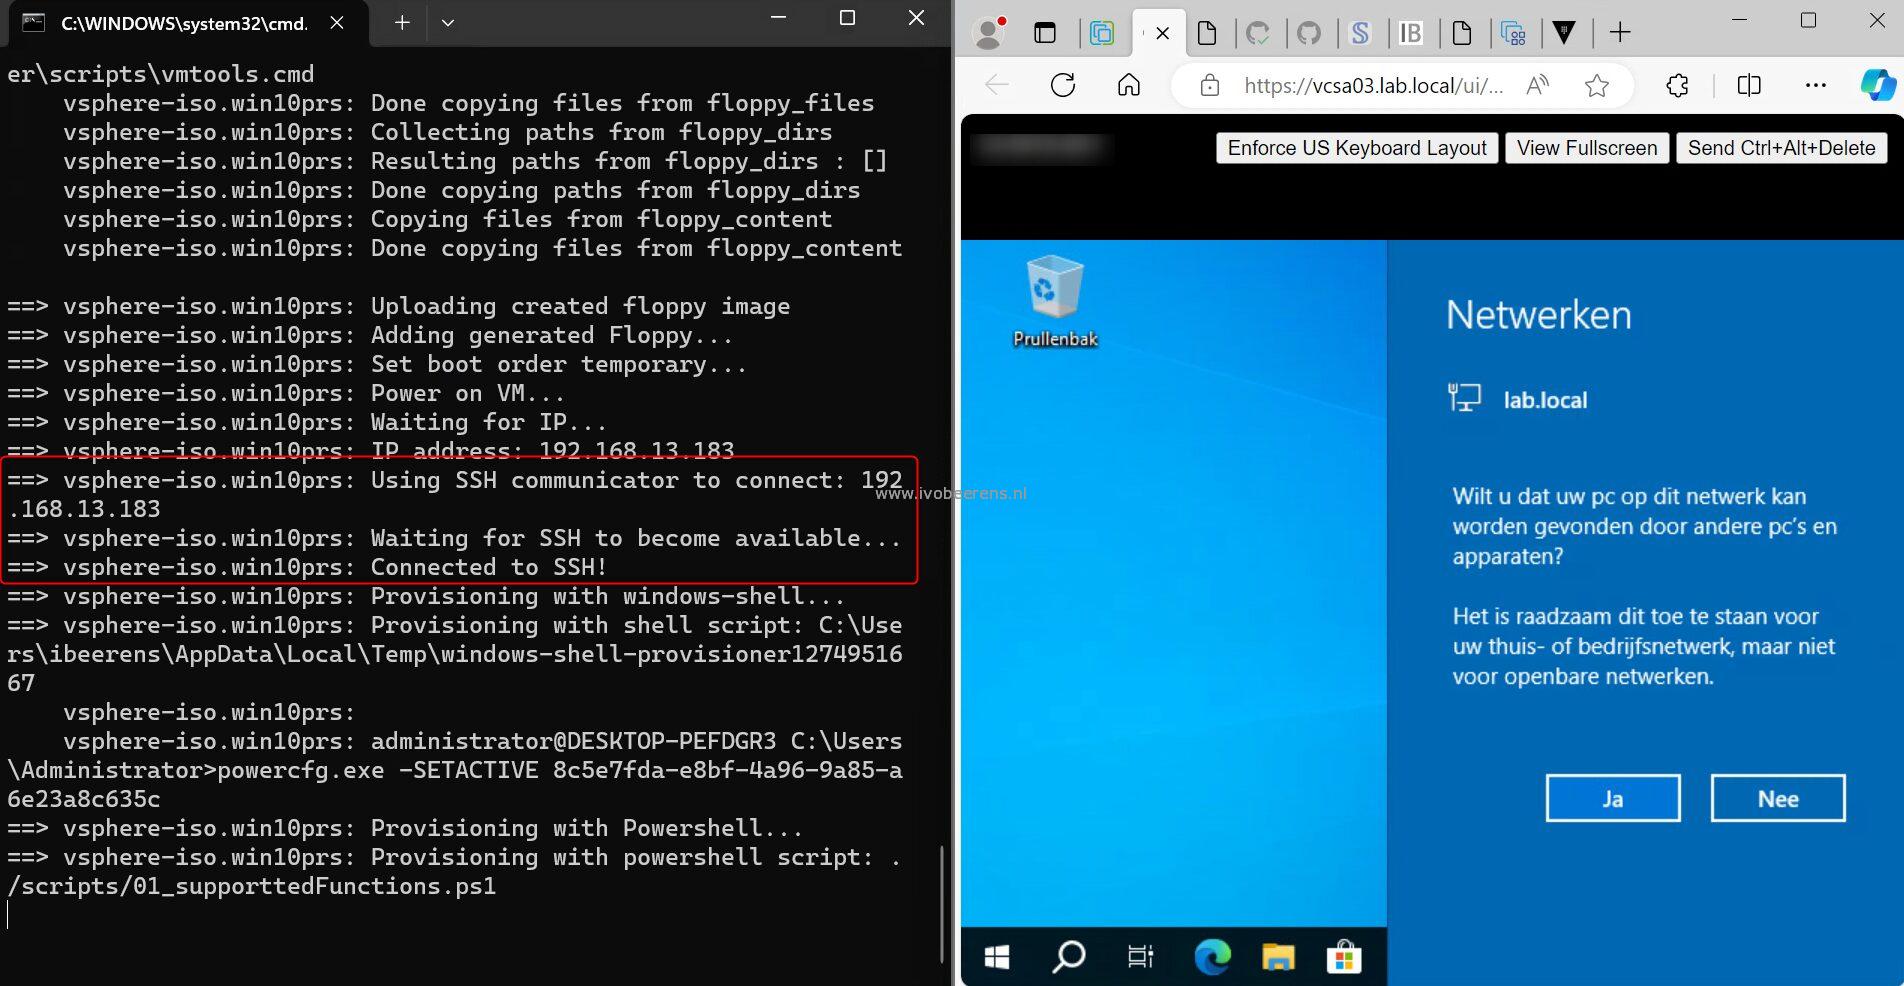 C:\WINDOWS\system32\cmd.
er\scripts\vmtools.cmd
vsphere-iso.win10prs: Done copying files from floppy_files
vsphere-iso.win10prs: Collecting paths from floppy_dirs
vsphere-iso.win10prs: Resulting paths from floppy_dirs : []
vsphere-iso.win10prs: Done copying paths from floppy_dirs
vsphere-iso.win10prs: Copying files from floppy_content
vsphere-iso.win10prs: Done copying files from floppy_content
==> vsphere-iso.win10prs: Uploading created floppy image
==> vsphere-iso.win10prs: Adding generated Floppy...
==> vsphere-iso.win10prs: Set boot order temporary...
==> vsphere-iso.win10prs: Power on VM...
==> vsphere-iso.win10prs: Waiting for IP...
==> vsphere-iso.win10prs: IP address: 192.168.13.183
==> vsphere-iso.win10prs: Using SSH communicator to connect: 192
.168.13.183
==> vsphere-iso.win10prs: Waiting for SSH to become available...
==> vsphere-iso.win10prs: Connected to SSH!
==> vsphere-iso.win10prs: Provisioning with windows-shell...
==> vsphere-iso.win10prs: Provisioning with shell script: C:\Use
rs\ibeerens\AppData\Local\Temp\windows-shell-provisioner12749516
67
vsphere-iso.win10prs:
vsphere-iso.win10prs: administrator@DESKTOP-PEFDGR3 C:\Users
\Administrator>powercfg.exe -SETACTIVE 8c5e7fda-e8bf-4a96-9a85-a
6e23a8c635c
==> vsphere-iso.win10prs: Provisioning with Powershell...
==> vsphere-iso.win10prs: Provisioning with powershell script: .
/scripts/01_supporttedFunctions.ps1
www.ivobeerens.nl
IB
https://vcsa03.lab.local/ui/...
Enforce US Keyboard Layout
View Fullscreen
Send Ctrl+Alt+Delete
Prullenbak
Netwerken
lab.local
Wilt u dat uw pc op dit netwerk kan
worden gevonden door andere pc's en
apparaten?
Het is raadzaam dit toe te staan voor
uw thuis- of bedrijfsnetwerk, maar niet
voor openbare netwerken.
Ja
Nee